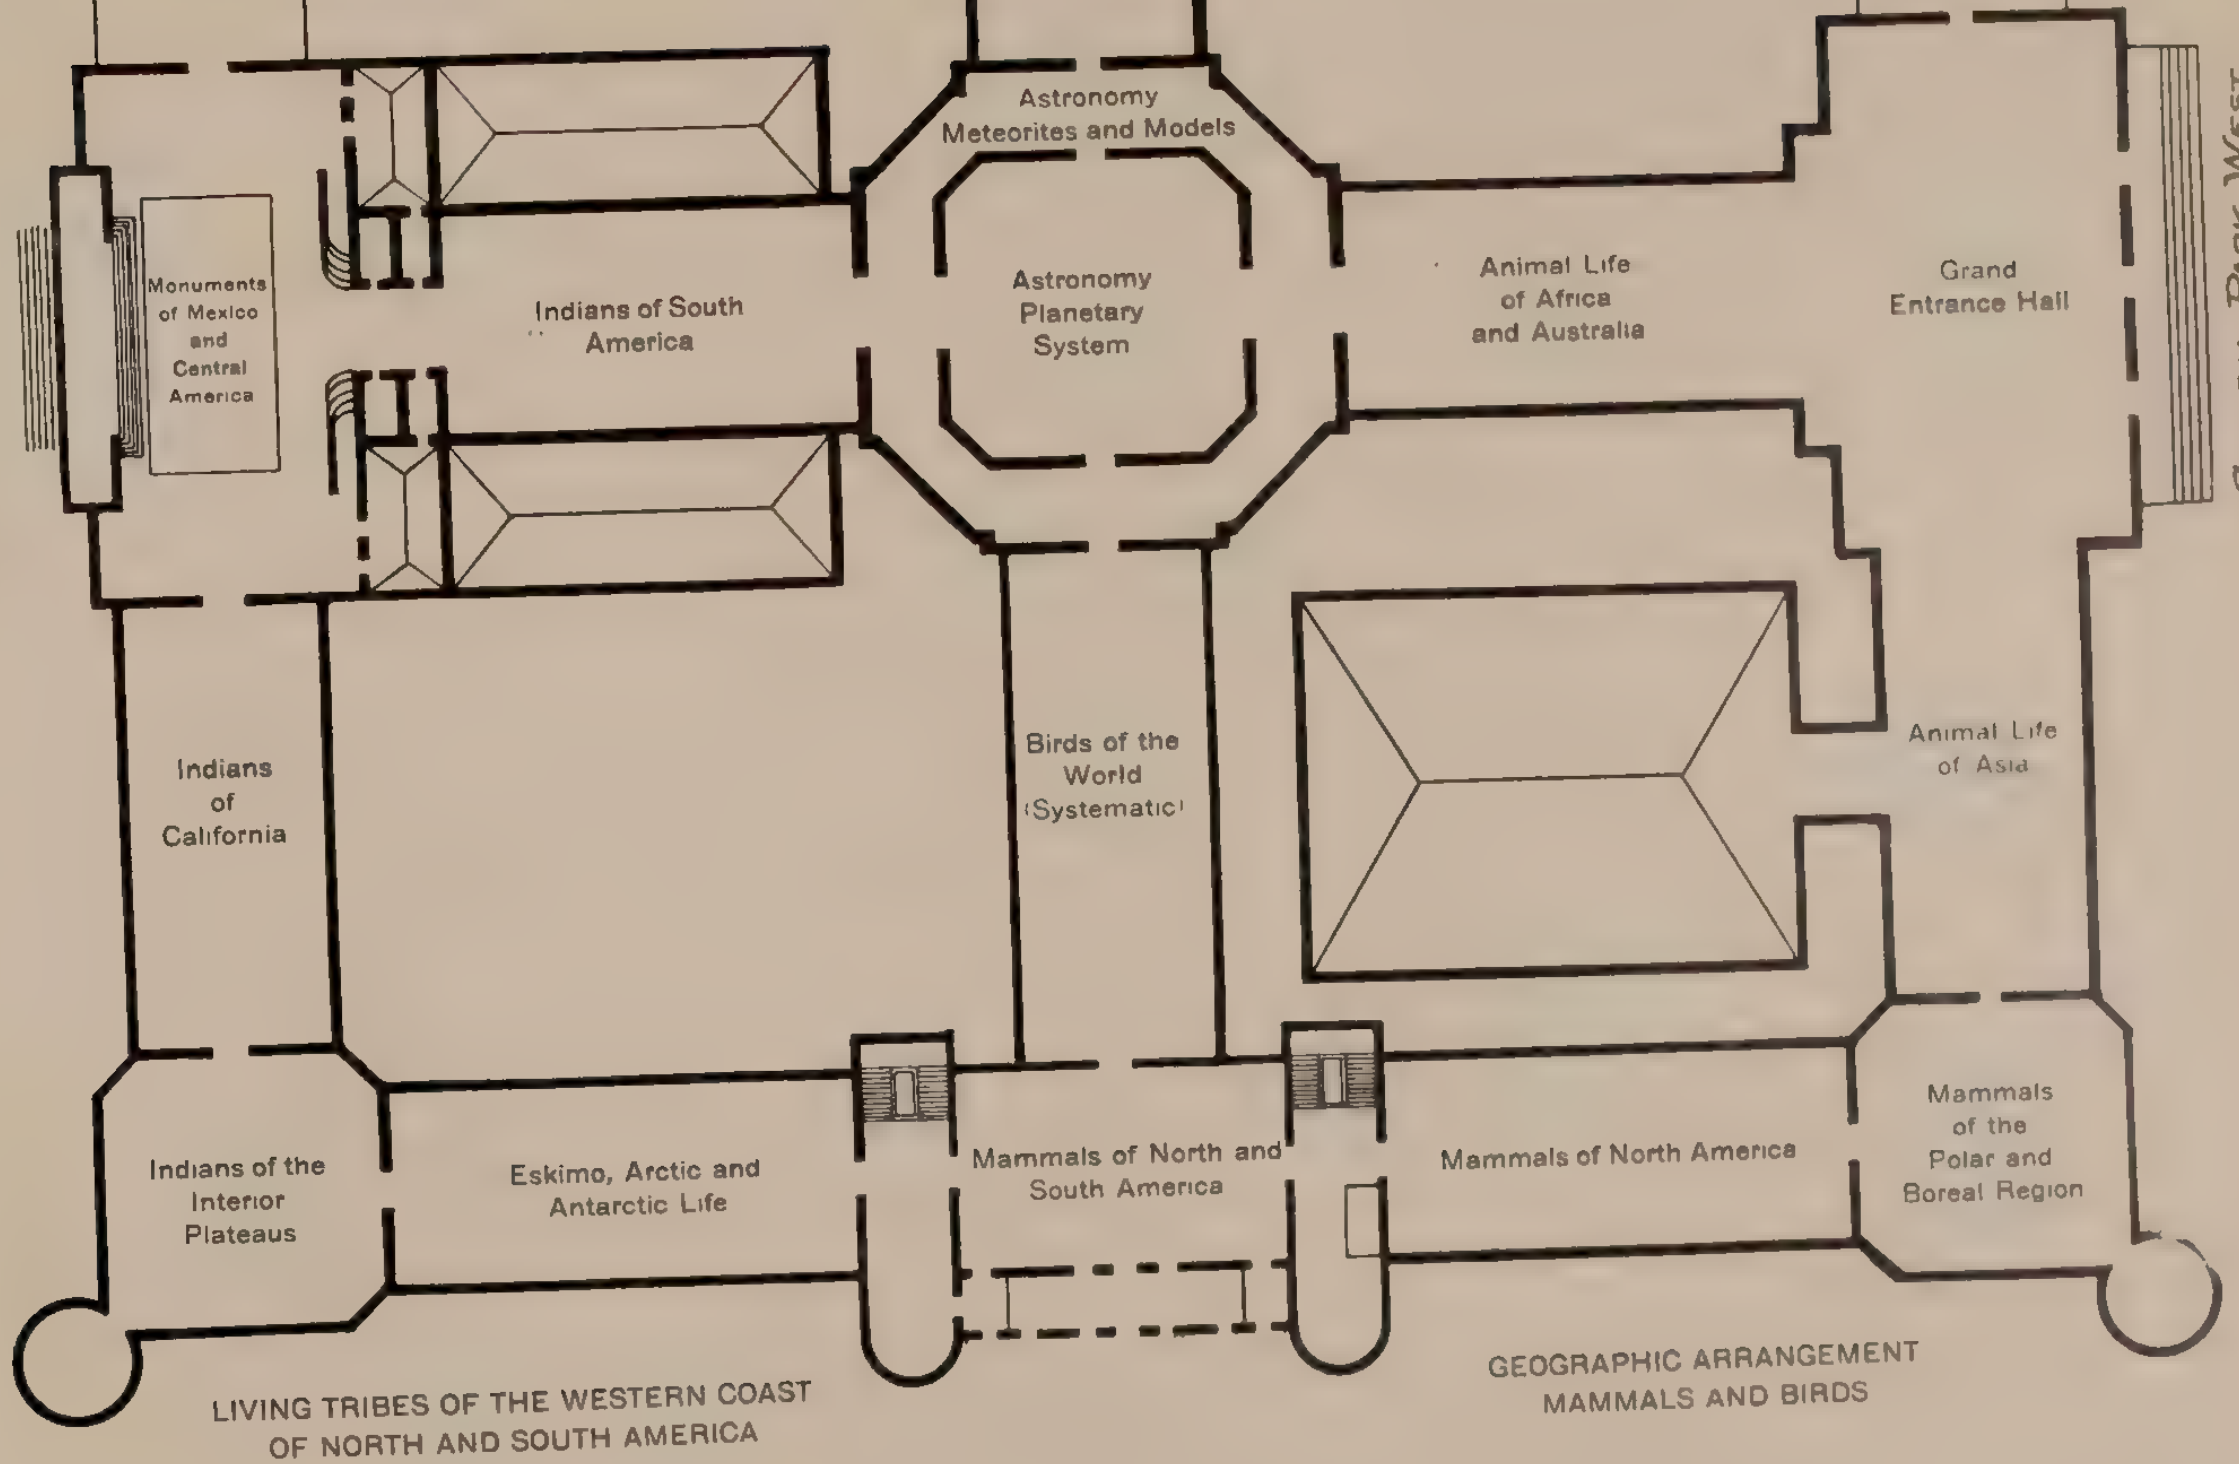 Astronomy
Meteorites and Models
Monuments
of Mexico
and
Central
America
Indians of South
America
Astronomy
Planetary
System
Animal Life
of Africa
and Australia
Grand
Entrance Hall
Park West
Indians
of
California
Birds of the
World
(Systematic)
Animal Life
of Asia
Indians of the
Interior
Plateaus
Eskimo, Arctic and
Antarctic Life
Mammals of North and
South America
Mammals of North America
Mammals
of the
Polar and
Boreal Region
LIVING TRIBES OF THE WESTERN COAST
OF NORTH AND SOUTH AMERICA
GEOGRAPHIC ARRANGEMENT
MAMMALS AND BIRDS